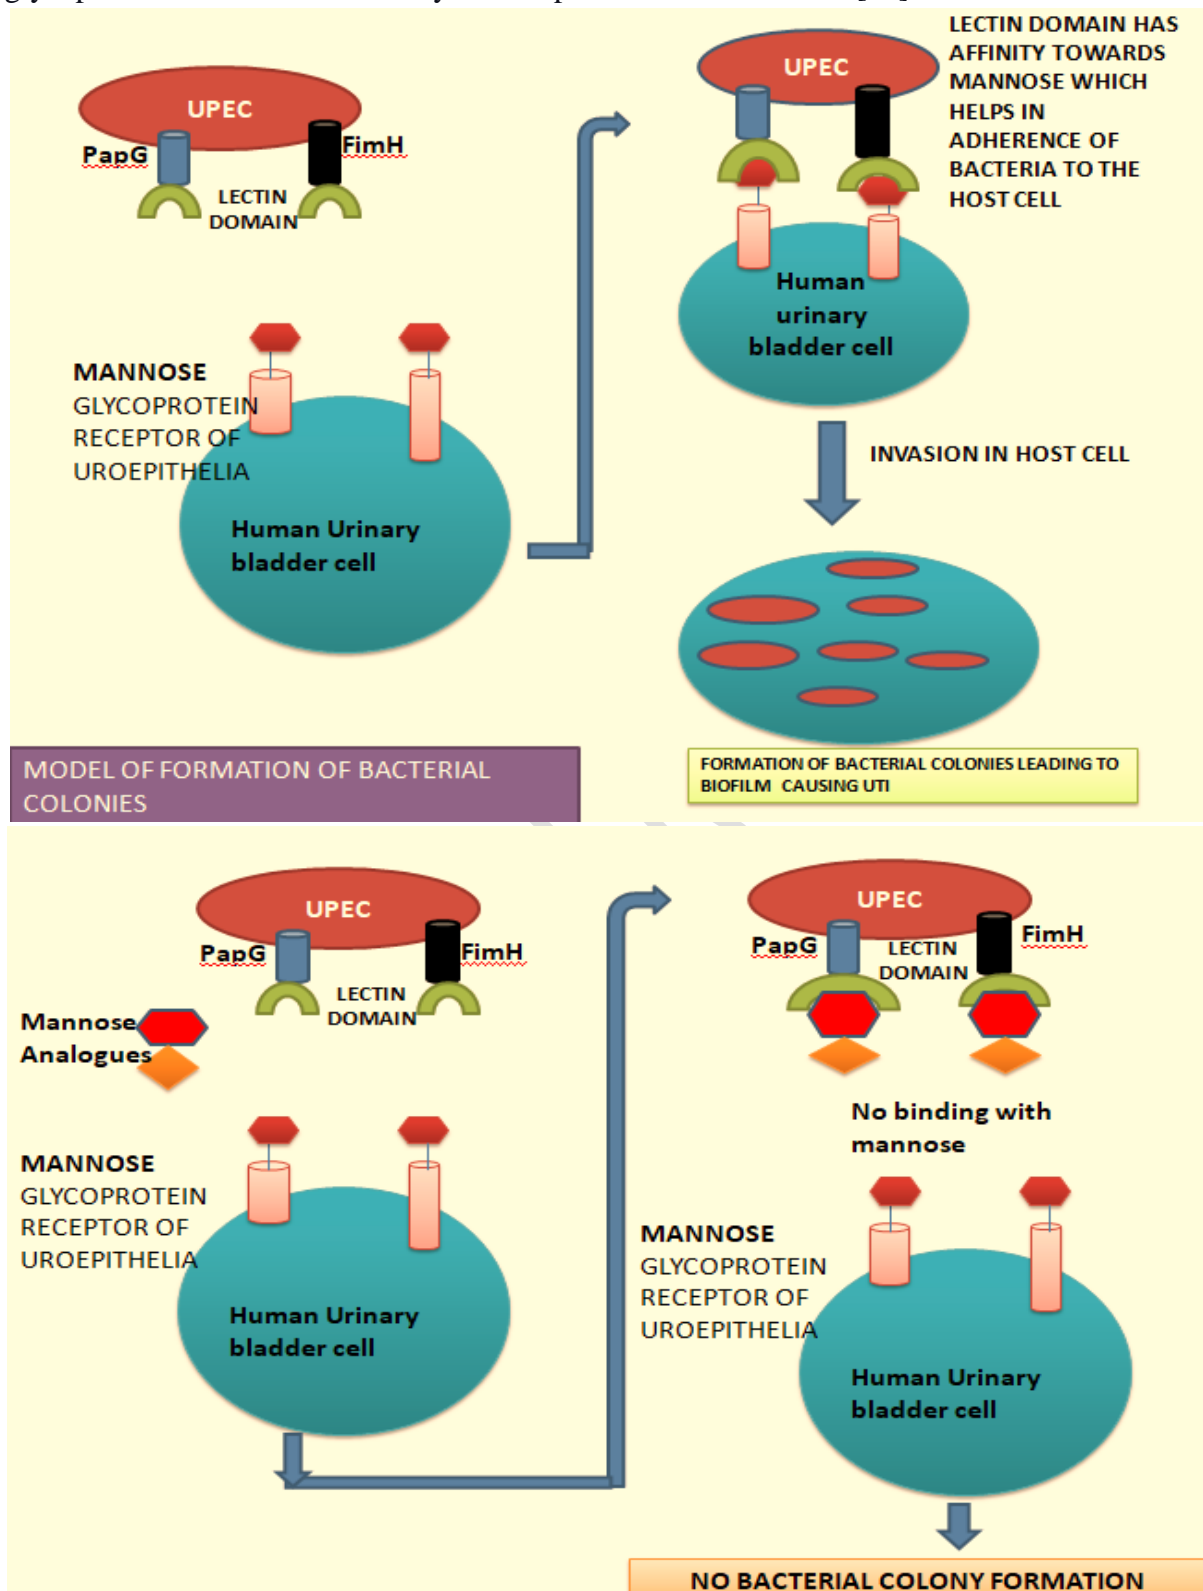 LECTIN DOMAIN HAS
AFFINITY TOWARDS
MANNOSE WHICH
HELPS IN
ADHERENCE OF
BACTERIA TO THE
HOST CELL
UPEC
PapG
FimH
LECTIN
DOMAIN
UPEC
MANNOSE
GLYCOPROTEIN
RECEPTOR OF
UROEPITHELIA
Human Urinary
bladder cell
Human
urinary
bladder cell
INVASION IN HOST CELL
MODEL OF FORMATION OF BACTERIAL
COLONIES
FORMATION OF BACTERIAL COLONIES LEADING TO
BIOFILM CAUSING UTI
UPEC
PapG
FimH
LECTIN
DOMAIN
Mannose
Analogues
MANNOSE
GLYCOPROTEIN
RECEPTOR OF
UROEPITHELIA
Human Urinary
bladder cell
UPEC
PapG
LECTIN
DOMAIN
FimH
No binding with
mannose
MANNOSE
GLYCOPROTEIN
RECEPTOR OF
UROEPITHELIA
Human Urinary
bladder cell
NO BACTERIAL COLONY FORMATION